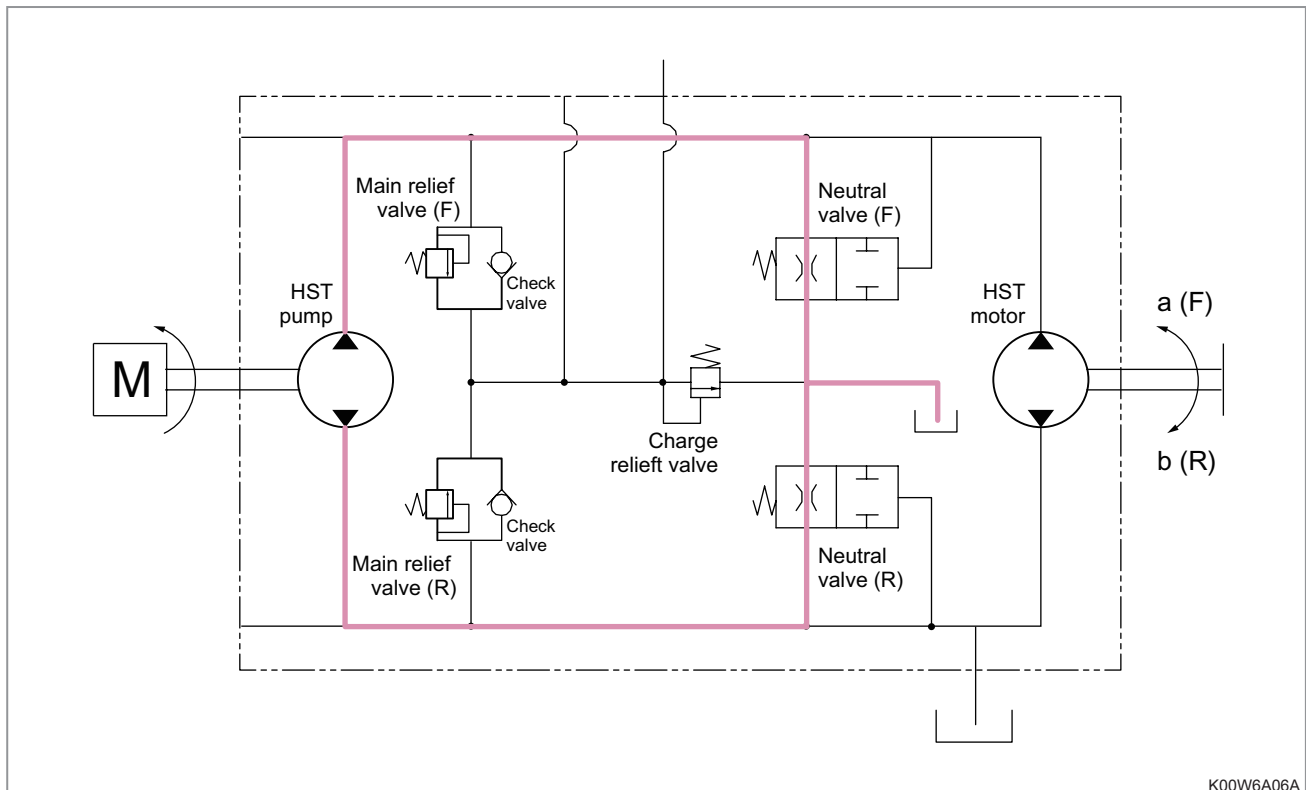 Main relief
valve (F)
Neutral
valve (F)
HST
pump
Check
valve
HST
motor
a (F)
M
Charge
relieft valve
b (R)
Check
valve
Main relief
valve (R)
Neutral
valve (R)
K00W6A06A